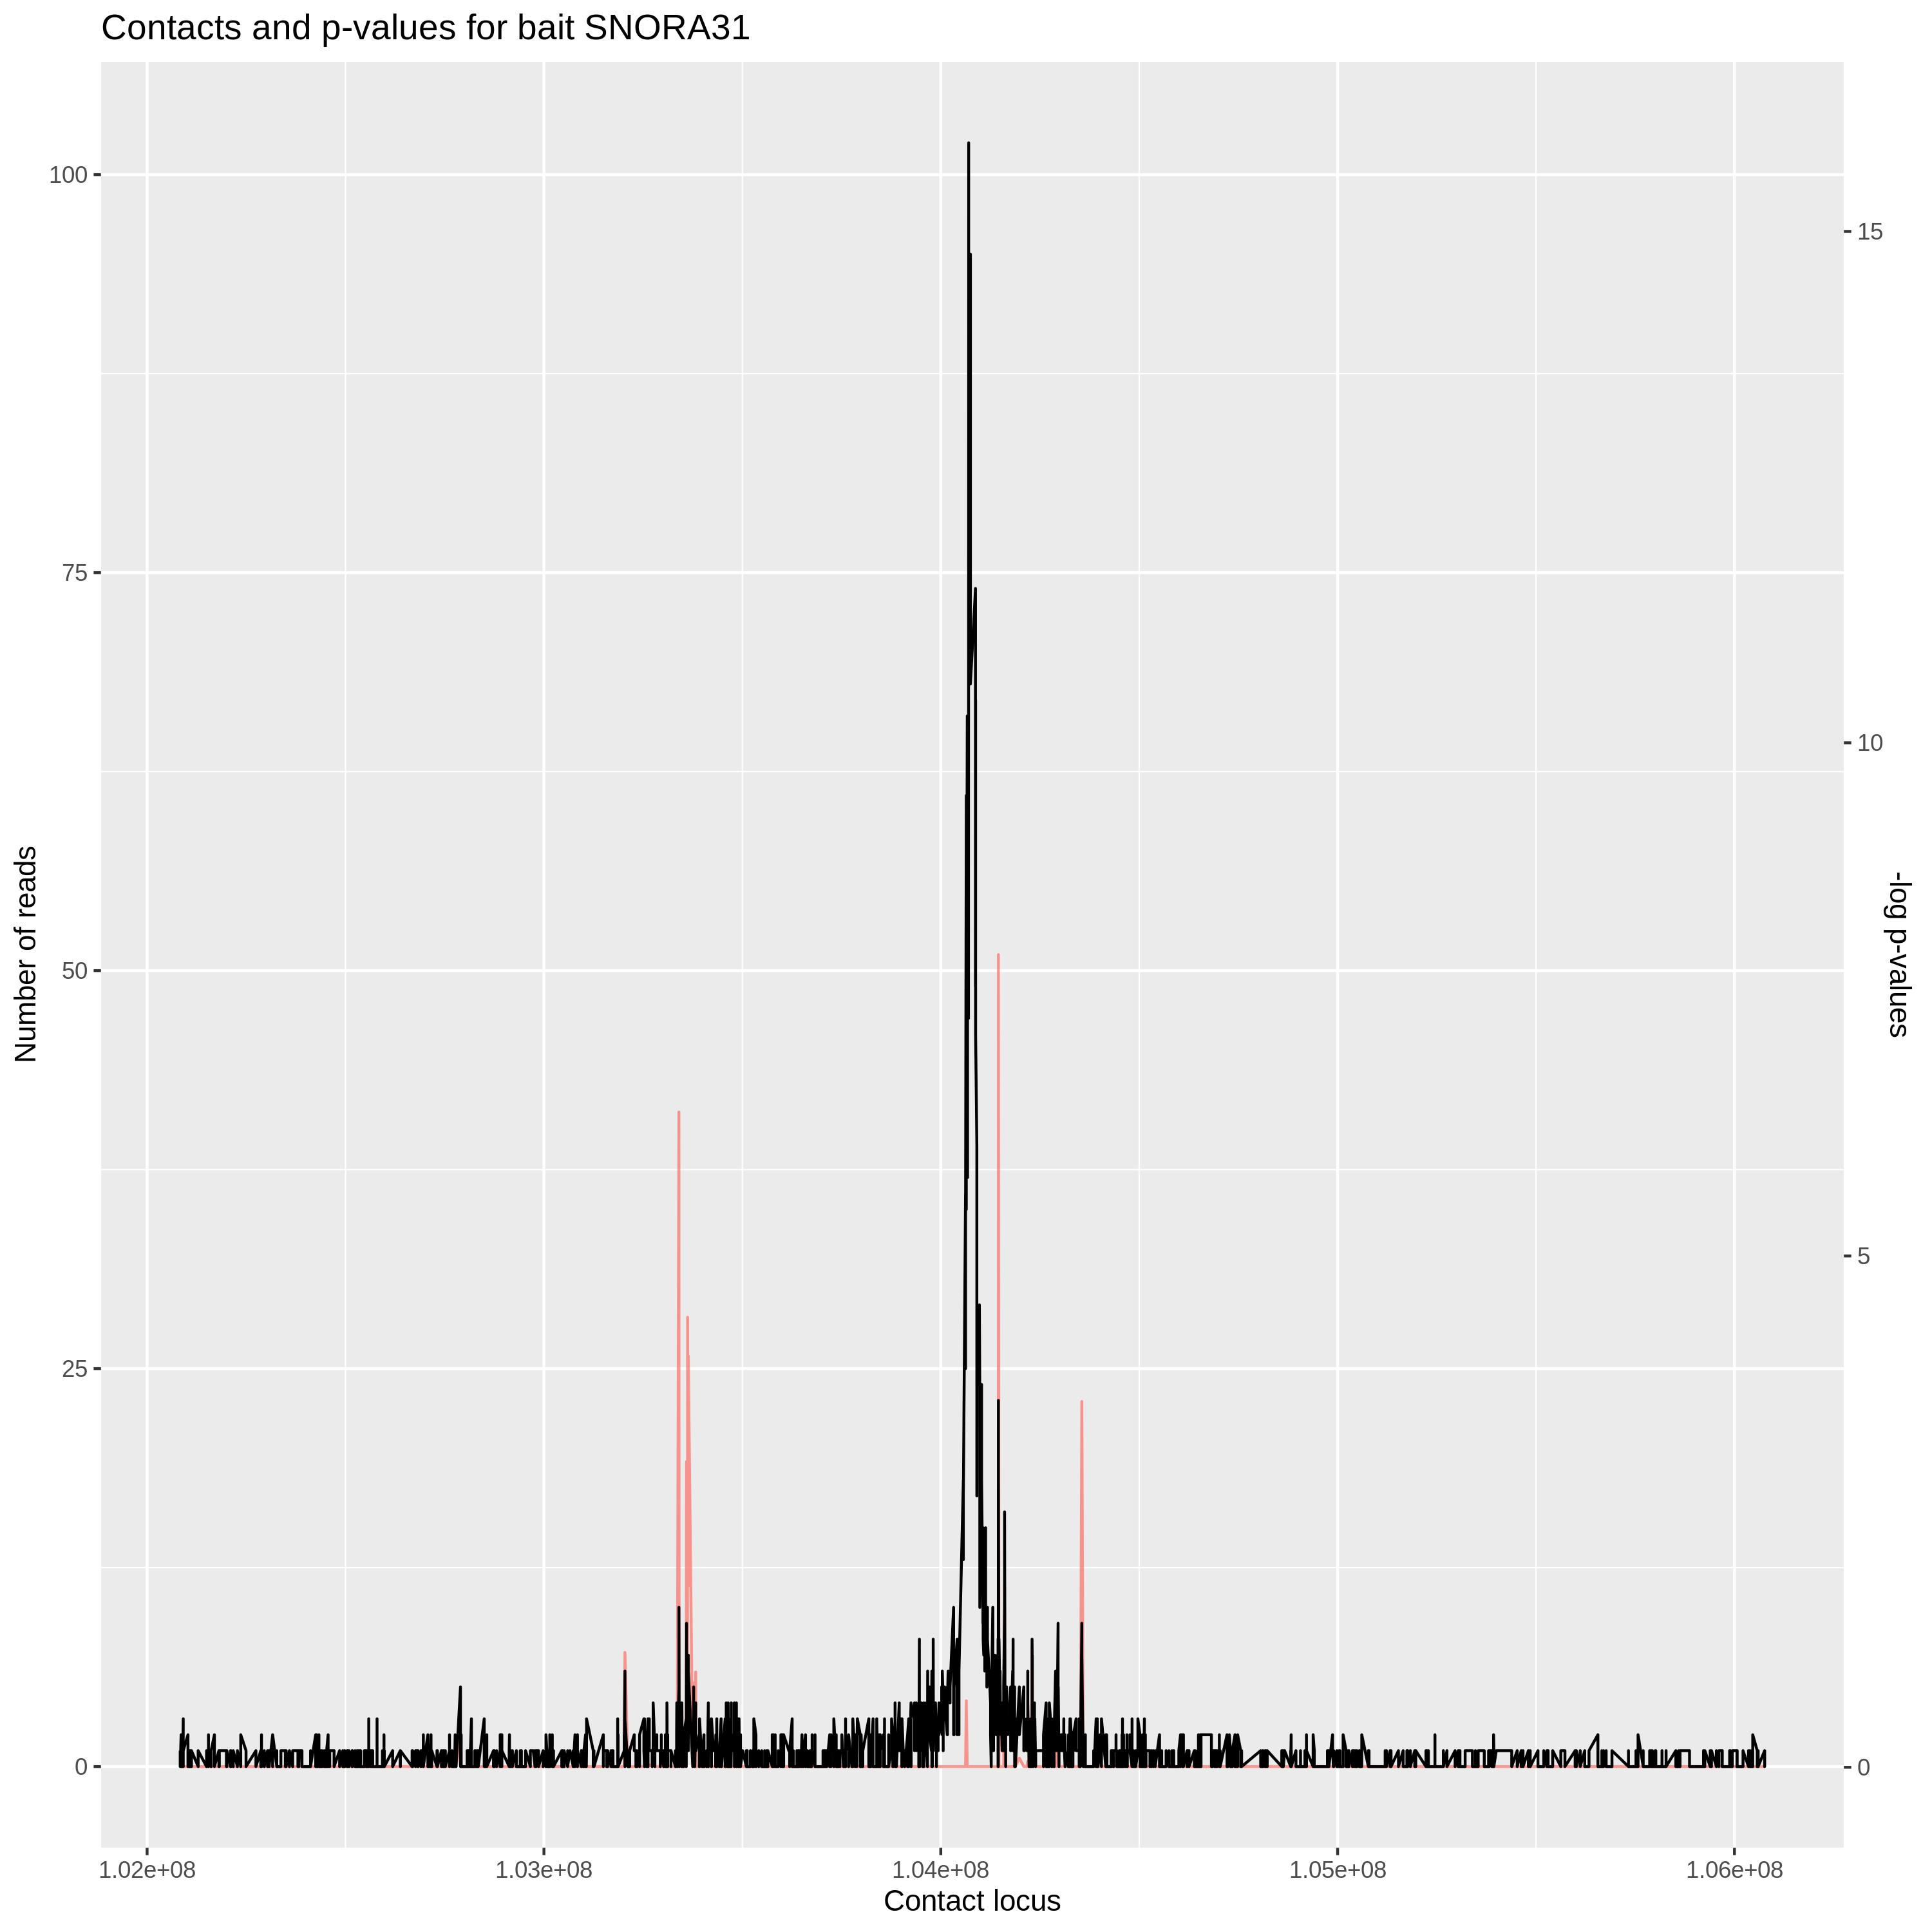 Contacts and p-values for bait SNORA31
100
75
50
25
0
Number of reads
15
10
5
0
-log p-values
1.02e+08
1.03e+08
1.04e+08
1.05e+08
1.06e+08
Contact locus